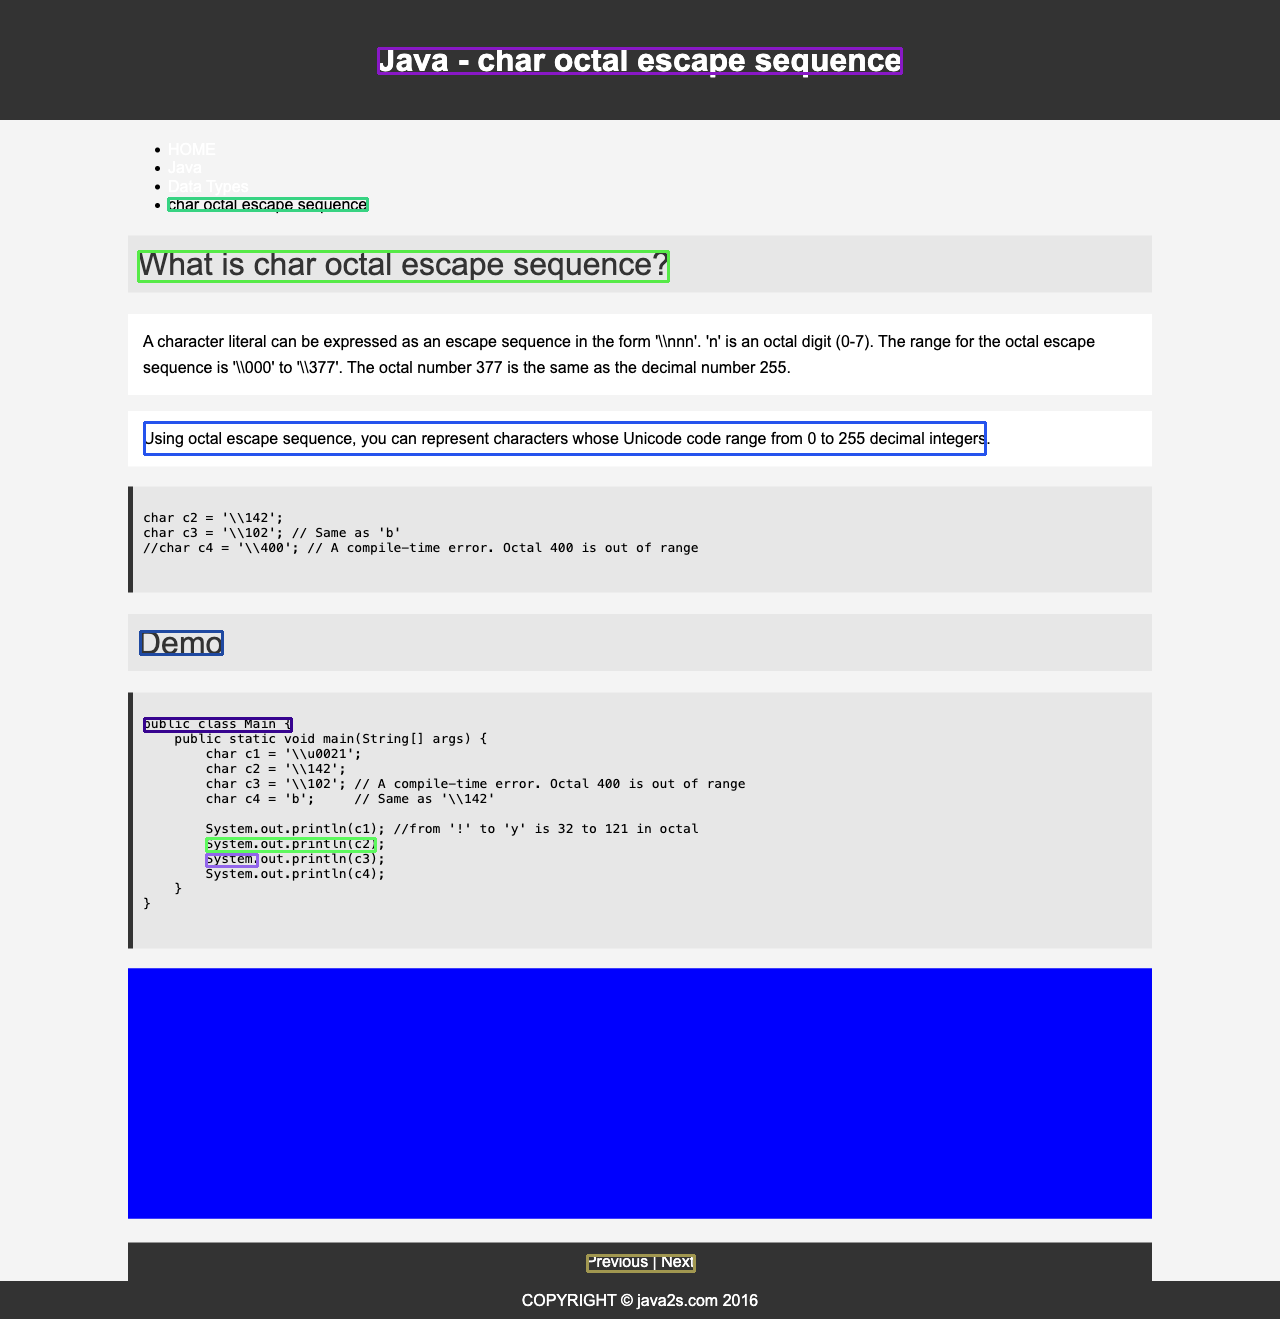 Java - char octal escape sequence
HOME
Java
Data Types
char octal escape sequence
What is char octal escape sequence?
A character literal can be expressed as an escape sequence in the form '\\nnn'. 'n' is an octal digit (0-7). The range for the octal escape
sequence is '\\000' to '\\377'. The octal number 377 is the same as the decimal number 255.
Using octal escape sequence, you can represent characters whose Unicode code range from 0 to 255 decimal integers.
char c2 = '\\142';
char c3 = '\\102'; // Same as 'b'
//char c4 = '\\400'; // A compile-time error. Octal 400 is out of range
Demo
public class Main {
    public static void main(String[] args) {
        char c1 = '\\u0021';
        char c2 = '\\142';
        char c3 = '\\102'; // A compile-time error. Octal 400 is out of range
        char c4 = 'b';     // Same as '\\142'
        System.out.println(c1); //from '!' to 'y' is 32 to 121 in octal
        System.out.println(c2);
        System.out.println(c3);
        System.out.println(c4);
    }
}
Previous | Next
COPYRIGHT © java2s.com 2016